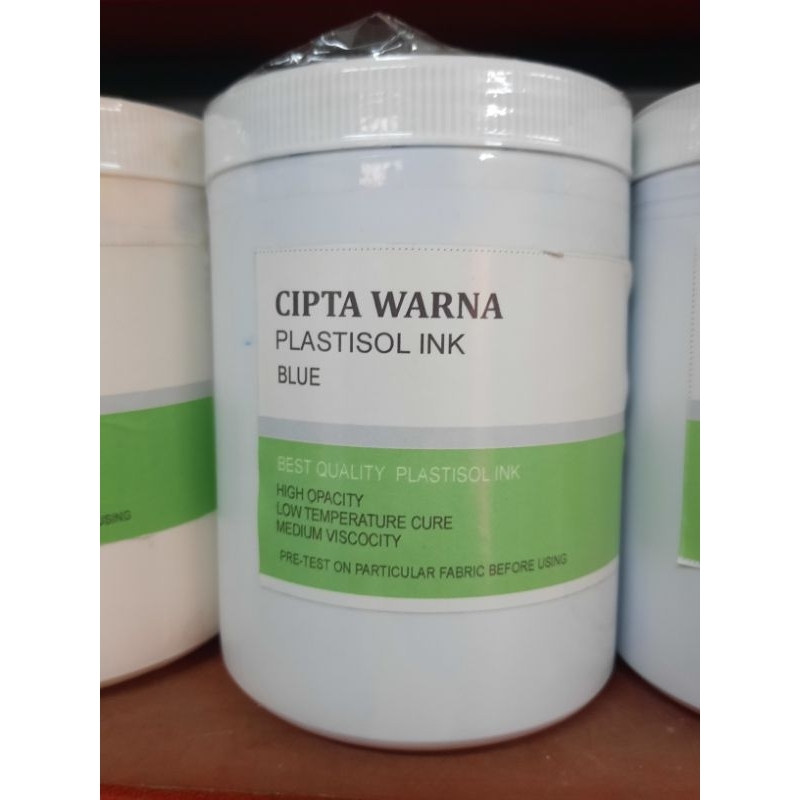 CIPTA WARNA
PLASTISOL INK
BLUE
BEST QUALITY PLASTISOL INK
HIGH OPACITY
LOW TEMPERATURE CURE
MEDIUM VISCOCITY
PRE-TEST ON PARTICULAR FABRIC BEFORE USING
USING